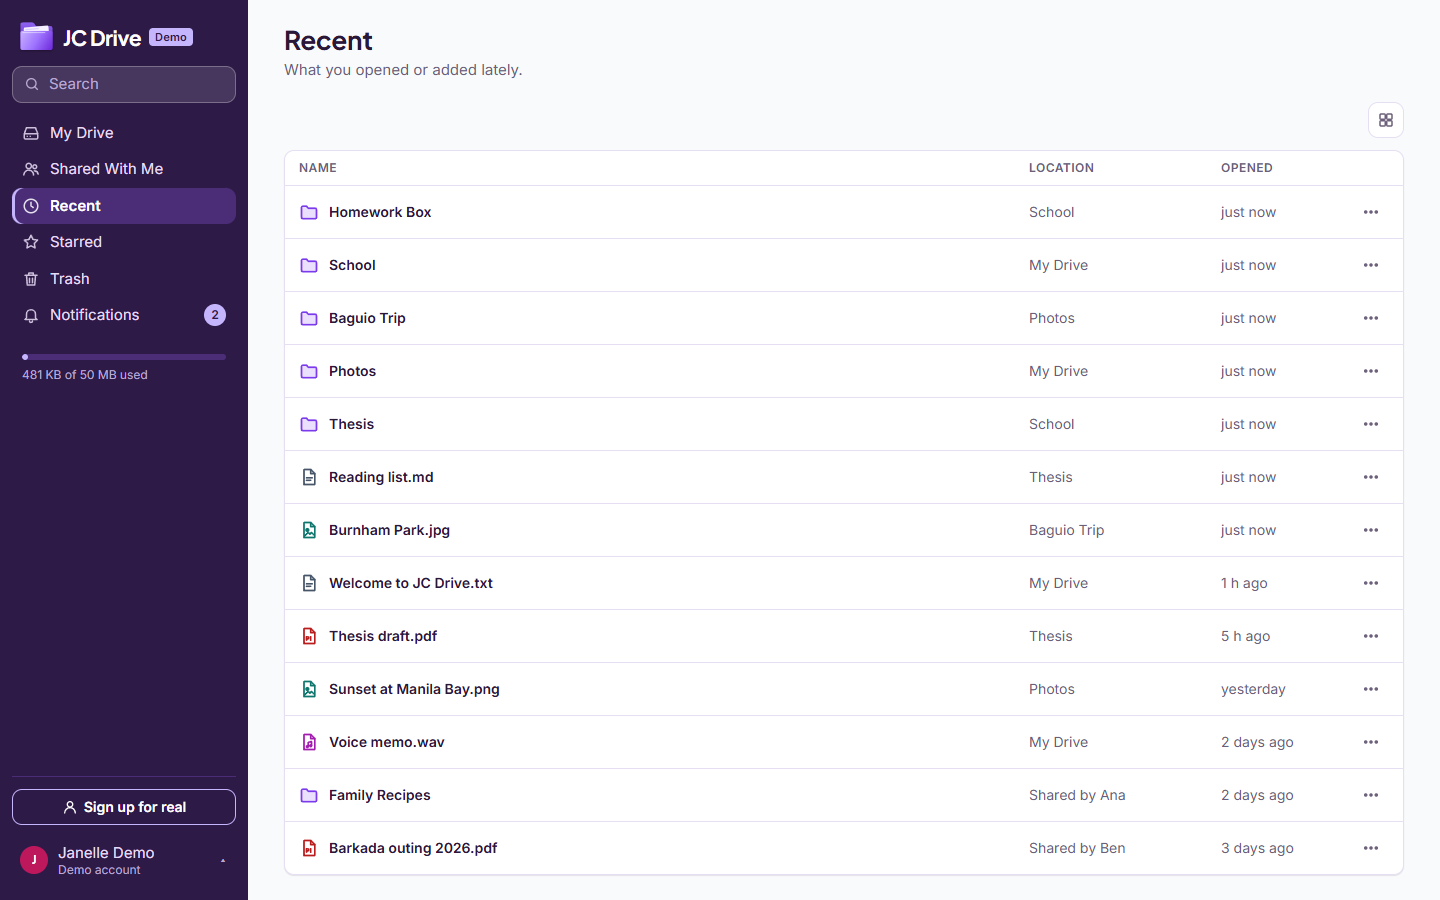 JC Drive Demo
Search
My Drive
Shared With Me
Recent
Starred
Trash
Notifications 2
481 KB of 50 MB used
Sign up for real
J Janelle Demo
Demo account
Recent
What you opened or added lately.
NAME LOCATION OPENED
Homework Box School just now
School My Drive just now
Baguio Trip Photos just now
Photos My Drive just now
Thesis School just now
Reading list.md Thesis just now
Burnham Park.jpg Baguio Trip just now
Welcome to JC Drive.txt My Drive 1 h ago
Thesis draft.pdf Thesis 5 h ago
Sunset at Manila Bay.png Photos yesterday
Voice memo.wav My Drive 2 days ago
Family Recipes Shared by Ana 2 days ago
Barkada outing 2026.pdf Shared by Ben 3 days ago